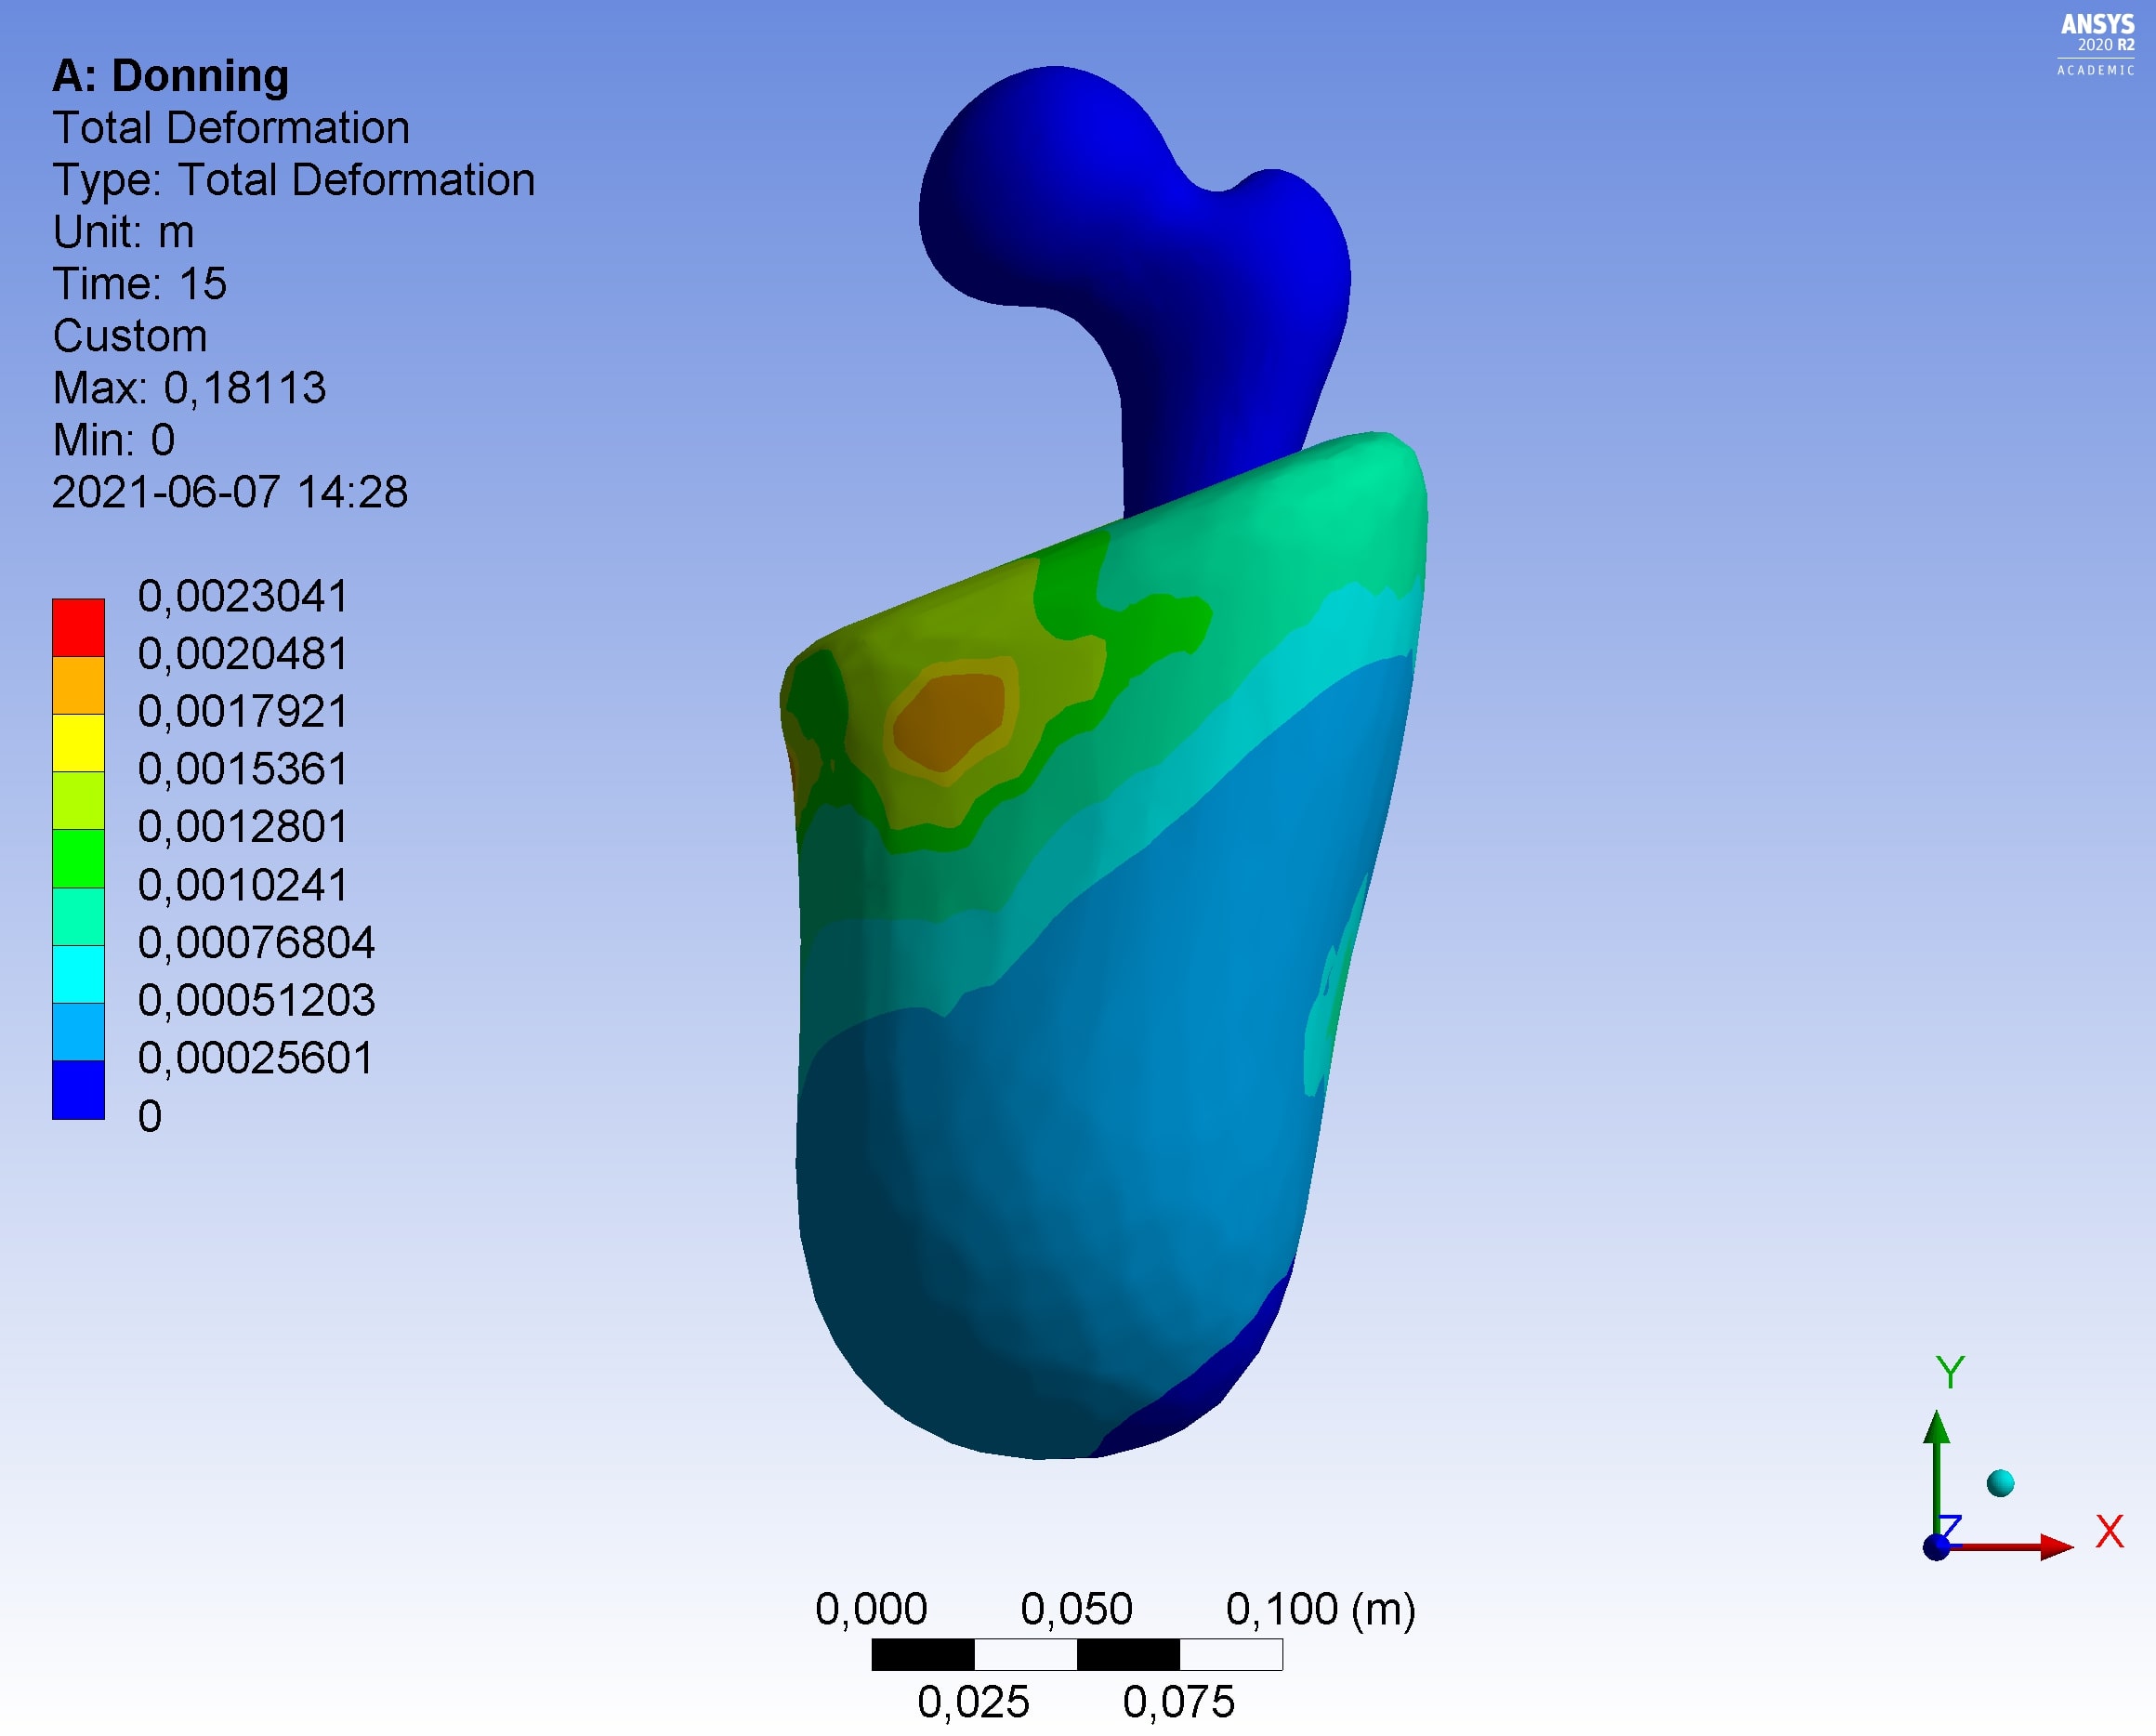 ANSYS
2020 R2
ACADEMIC
A: Donning
Total Deformation
Type: Total Deformation
Unit: m
Time: 15
Custom
Max: 0,18113
Min: 0
2021-06-07 14:28
0,0023041
0,0020481
0,0017921
0,0015361
0,0012801
0,0010241
0,00076804
0,00051203
0,00025601
0
Y
Z
X
0,000 0,050 0,100 (m)
0,025 0,075